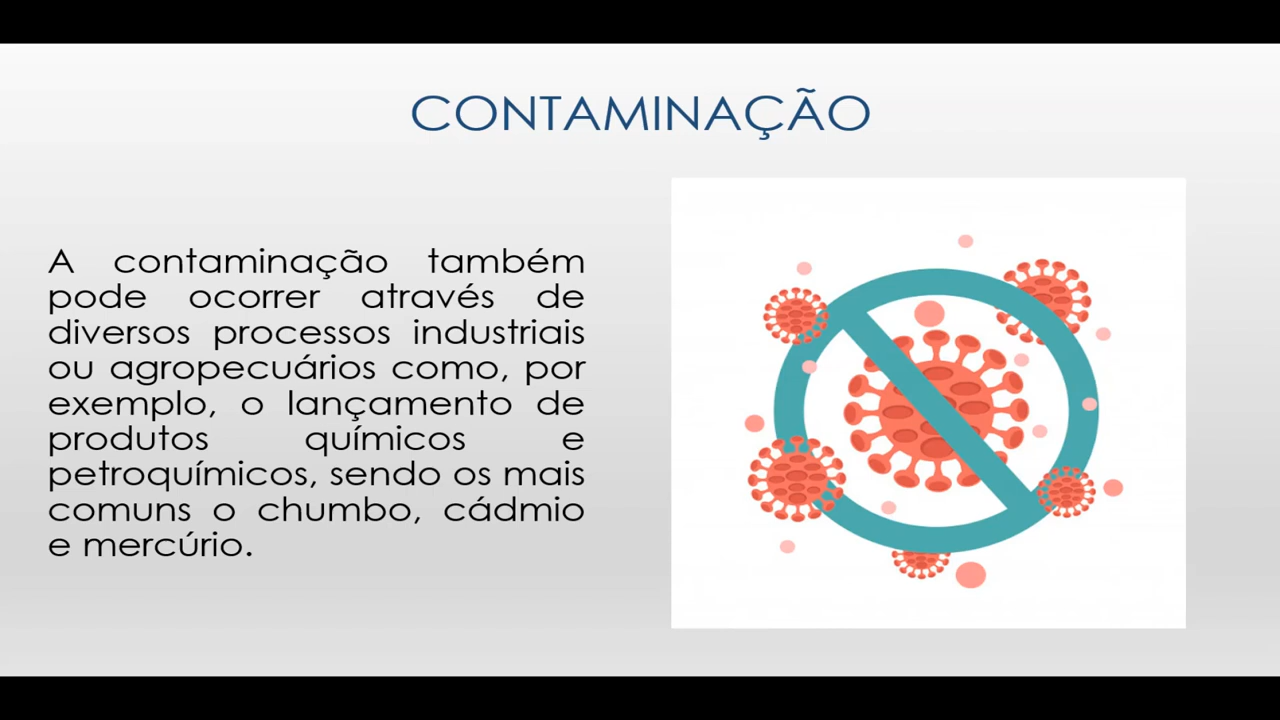 CONTAMINAÇÃO
A contaminação também
pode ocorrer através de
diversos processos industriais
ou agropecuários como, por
exemplo, o lançamento de
produtos químicos e
petroquímicos, sendo os mais
comuns o chumbo, cádmio
e mercúrio.